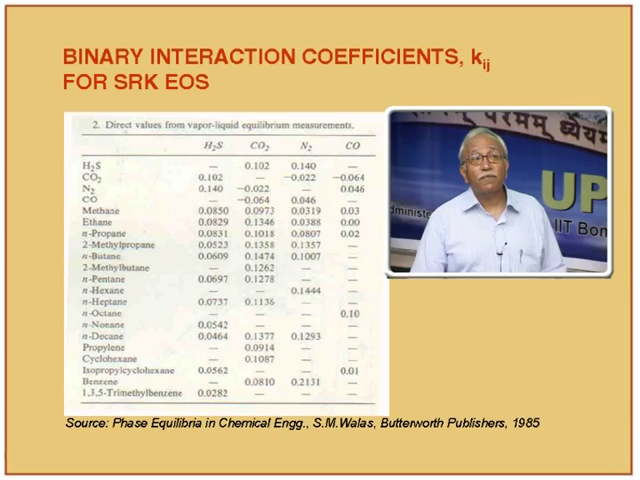 BINARY INTERACTION COEFFICIENTS, kij
FOR SRK EOS
2. Direct values from vapor-liquid equilibrium measurements.
H2S CO2 N2 CO
H2S — 0.102 0.140 —
CO2 0.102 — −0.022 −0.064
N2 0.140 −0.022 — 0.046
CO — −0.064 0.046 —
Methane 0.0850 0.0973 0.0319 0.03
Ethane 0.0829 0.1346 0.0388 0.00
n-Propane 0.0831 0.1018 0.0807 0.02
2-Methylpropane 0.0523 0.1358 0.1357 —
n-Butane 0.0609 0.1474 0.1007 —
2-Methylbutane — 0.1262 — —
n-Pentane 0.0697 0.1278 — —
n-Hexane — — 0.1444 —
n-Heptane 0.0737 0.1136 — —
n-Octane — — — 0.10
n-Nonane 0.0542 — — —
n-Decane 0.0464 0.1377 0.1293 —
Propylene — 0.0914 — —
Cyclohexane — 0.1087 — —
Isopropylcyclohexane 0.0562 — — 0.01
Benzene — 0.0810 0.2131 —
1,3,5-Trimethylbenzene 0.0282 — — —
परमम् ध्येयम
UP
IIT Bom
Source: Phase Equilibria in Chemical Engg., S.M.Walas, Butterworth Publishers, 1985